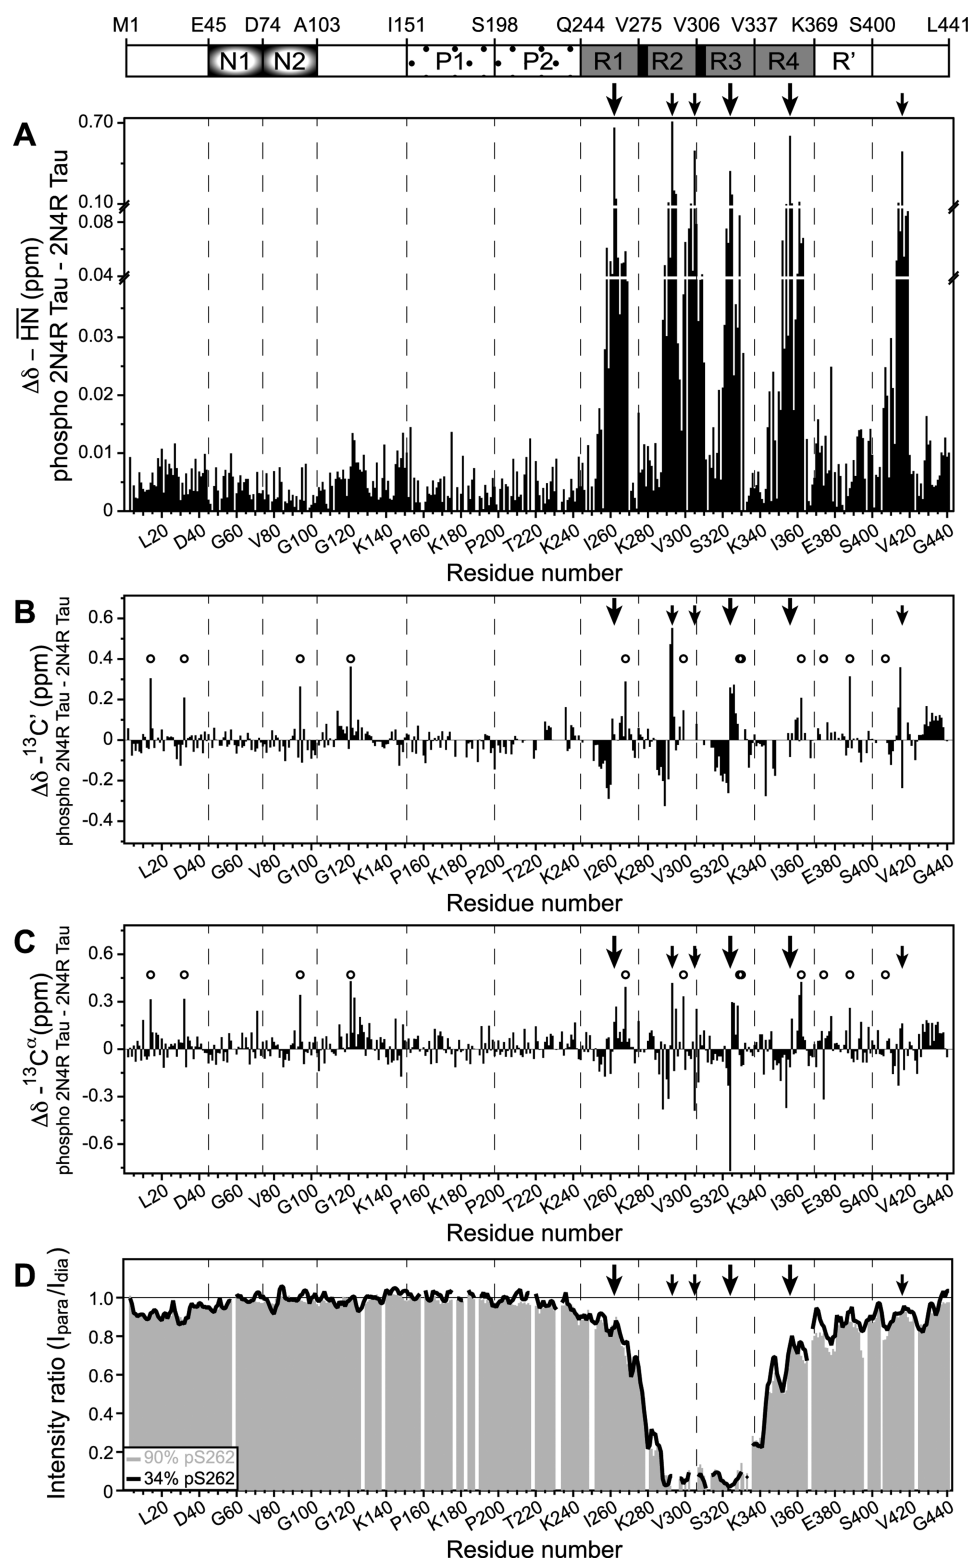 M1 E45 D74 A103 I151 S198 Q244 V275 V306 V337 K369 S400 L441
N1 N2 P1 P2 R1 R2 R3 R4 R'
A
Δδ – HN (ppm)
phospho 2N4R Tau - 2N4R Tau
0.70
0.10
0.08
0.04
0.03
0.02
0.01
0
L20 D40 G60 V80 G100 G120 K140 P160 K180 P200 T220 K240 I260 K280 V300 S320 K340 I360 E380 S400 V420 G440
Residue number
B
Δδ -13C' (ppm)
phospho 2N4R Tau - 2N4R Tau
0.6
0.4
0.2
0
-0.2
-0.4
L20 D40 G60 V80 G100 G120 K140 P160 K180 P200 T220 K240 I260 K280 V300 S320 K340 I360 E380 S400 V420 G440
Residue number
C
Δδ -13Cα(ppm)
phospho 2N4R Tau - 2N4R Tau
0.6
0.3
0
-0.3
-0.6
L20 D40 G60 V80 G100 G120 K140 P160 K180 P200 T220 K240 I260 K280 V300 S320 K340 I360 E380 S400 V420 G440
Residue number
D
Intensity ratio (Ipara/Idia)
1.0
0.8
0.6
0.4
0.2
0
90% pS262
34% pS262
L20 D40 G60 V80 G100 G120 K140 P160 K180 P200 T220 K240 I260 K280 V300 S320 K340 I360 E380 S400 V420 G440
Residue number